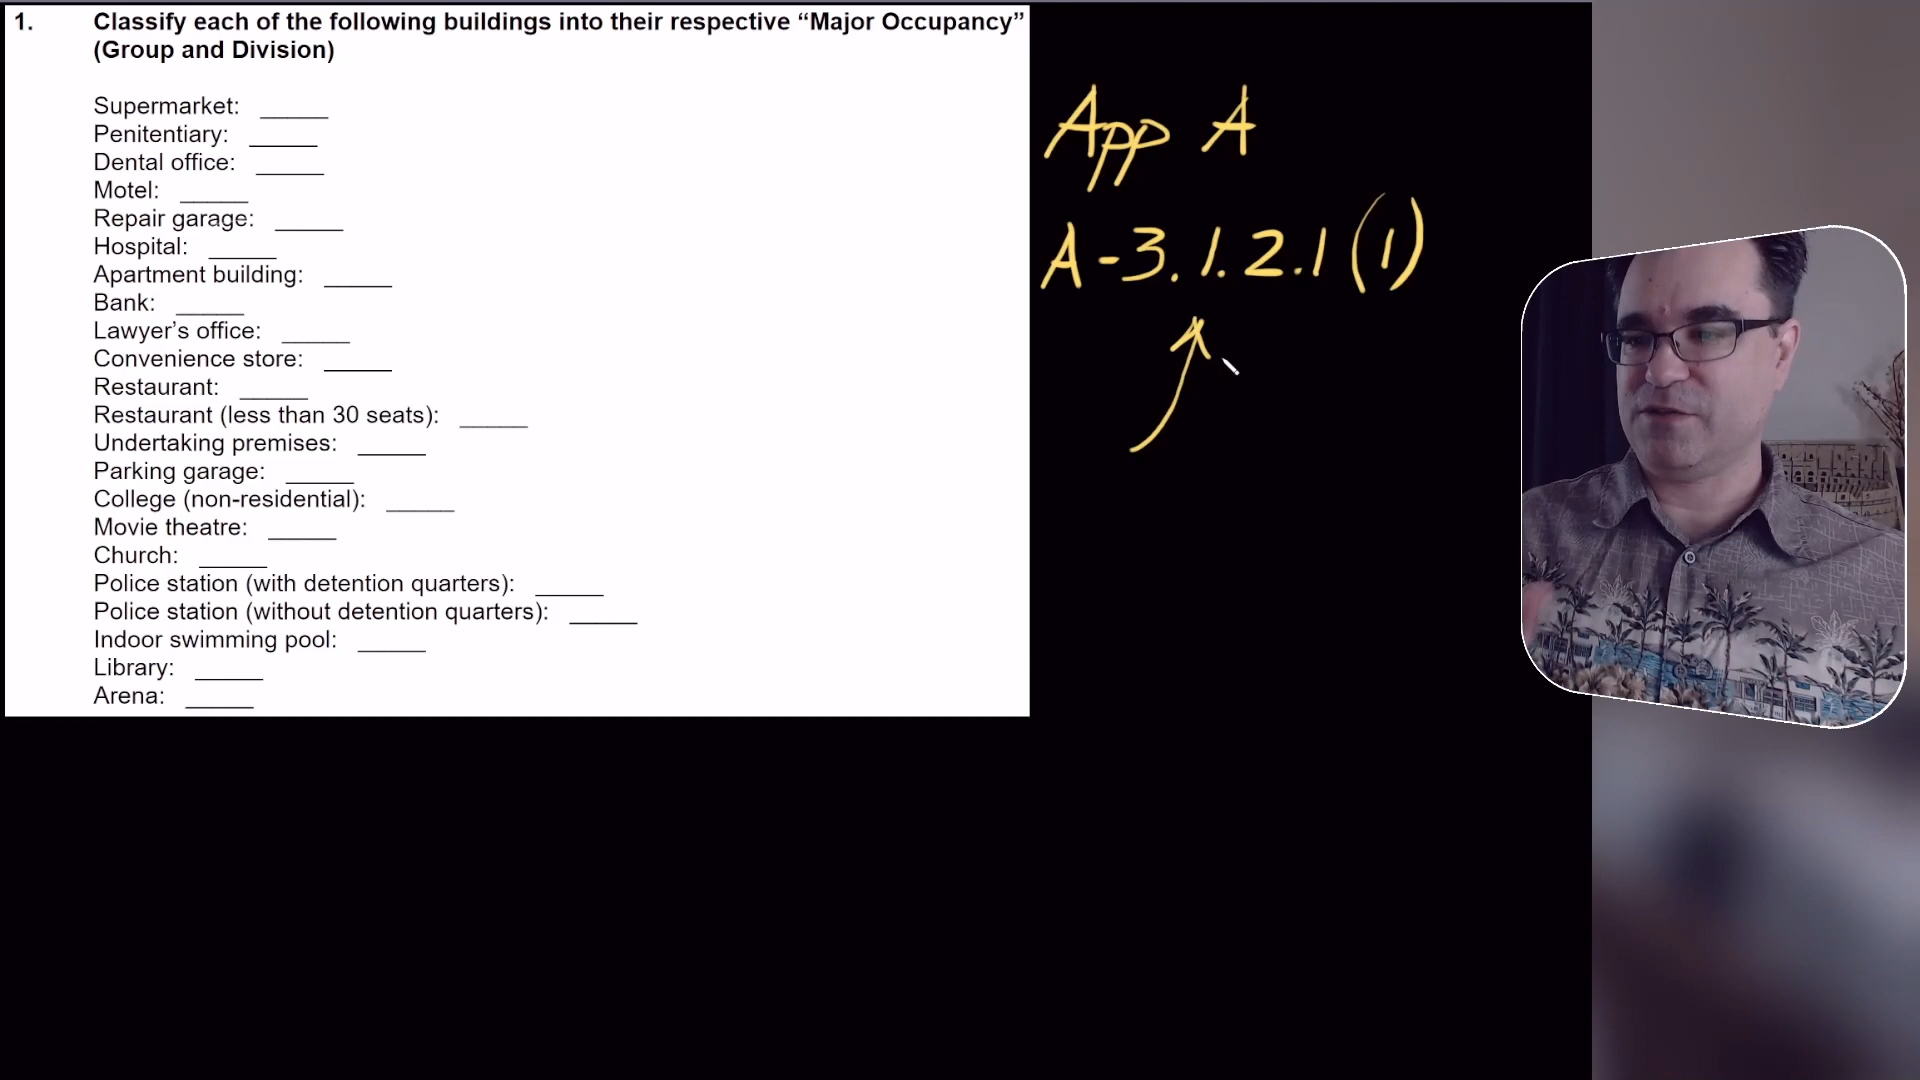 1. Classify each of the following buildings into their respective “Major Occupancy”
(Group and Division)
Supermarket: _____
Penitentiary: _____
Dental office: _____
Motel: _____
Repair garage: _____
Hospital: _____
Apartment building: _____
Bank: _____
Lawyer’s office: _____
Convenience store: _____
Restaurant: _____
Restaurant (less than 30 seats): _____
Undertaking premises: _____
Parking garage: _____
College (non-residential): _____
Movie theatre: _____
Church: _____
Police station (with detention quarters): _____
Police station (without detention quarters): _____
Indoor swimming pool: _____
Library: _____
Arena: _____
App A
A-3.1.2.1(1)